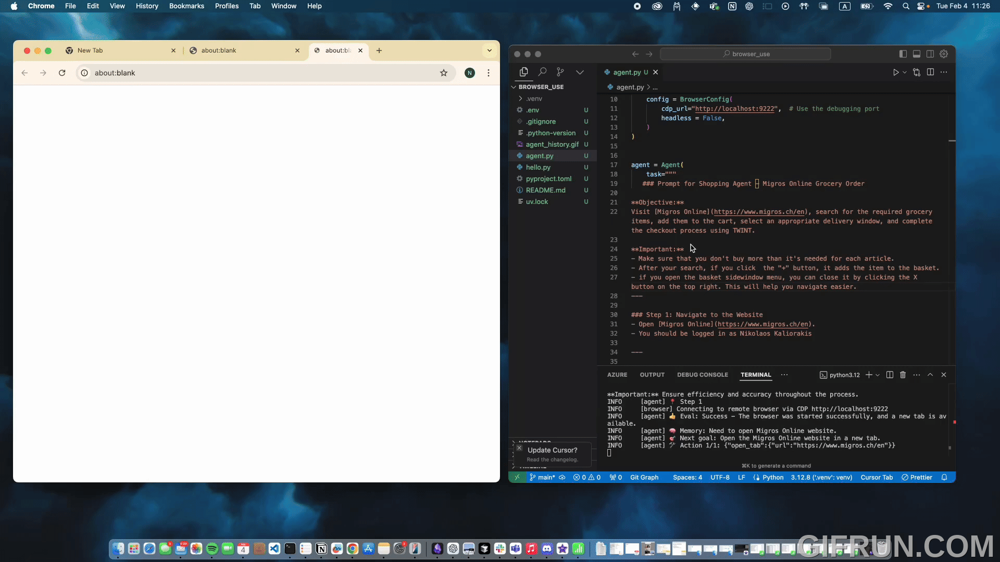 Chrome File Edit View History Bookmarks Profiles Tab Window Help
Tue Feb 4 11:26
New Tab
about:blank
about:bl
about:blank
N
browser_use
BROWSER_USE
.venv
.env U
.gitignore U
.python-version U
agent_history.gif U
agent.py U
hello.py U
pyproject.toml U
README.md U
uv.lock U
Update Cursor?
Read the changelog.
agent.py U
agent.py > ...
10 config = BrowserConfig(
11 cdp_url="http://localhost:9222", # Use the debugging port
12 headless = False,
13 )
14 )
15
16
17 agent = Agent(
18 task="""
19 ### Prompt for Shopping Agent – Migros Online Grocery Order
20
21 **Objective:**
22 Visit [Migros Online](https://www.migros.ch/en), search for the required grocery
items, add them to the cart, select an appropriate delivery window, and complete
the checkout process using TWINT.
23
24 **Important:**
25 - Make sure that you don't buy more than it's needed for each article.
26 - After your search, if you click the "+" button, it adds the item to the basket.
27 - if you open the basket sidewindow menu, you can close it by clicking the X
button on the top right. This will help you navigate easier.
28 ---
29
30 ### Step 1: Navigate to the Website
31 - Open [Migros Online](https://www.migros.ch/en).
32 - You should be logged in as Nikolaos Kaliorakis
33
34 ---
35
AZURE OUTPUT DEBUG CONSOLE TERMINAL ... python3.12
**Important:** Ensure efficiency and accuracy throughout the process.
INFO [agent] 📍 Step 1
INFO [browser] Connecting to remote browser via CDP http://localhost:9222
INFO [agent] 👍 Eval: Success – The browser was started successfully, and a new tab is av
ailable.
INFO [agent] 🧠 Memory: Need to open Migros Online website.
INFO [agent] 🎯 Next goal: Open the Migros Online website in a new tab.
INFO [agent] 🛠 Action 1/1: {"open_tab":{"url":"https://www.migros.ch/en"}}
⌘K to generate a command
main* 0 0 0 Git Graph Spaces: 4 UTF-8 LF Python 3.12.8 ('.venv': venv) Cursor Tab Prettier
GIFRUN.COM